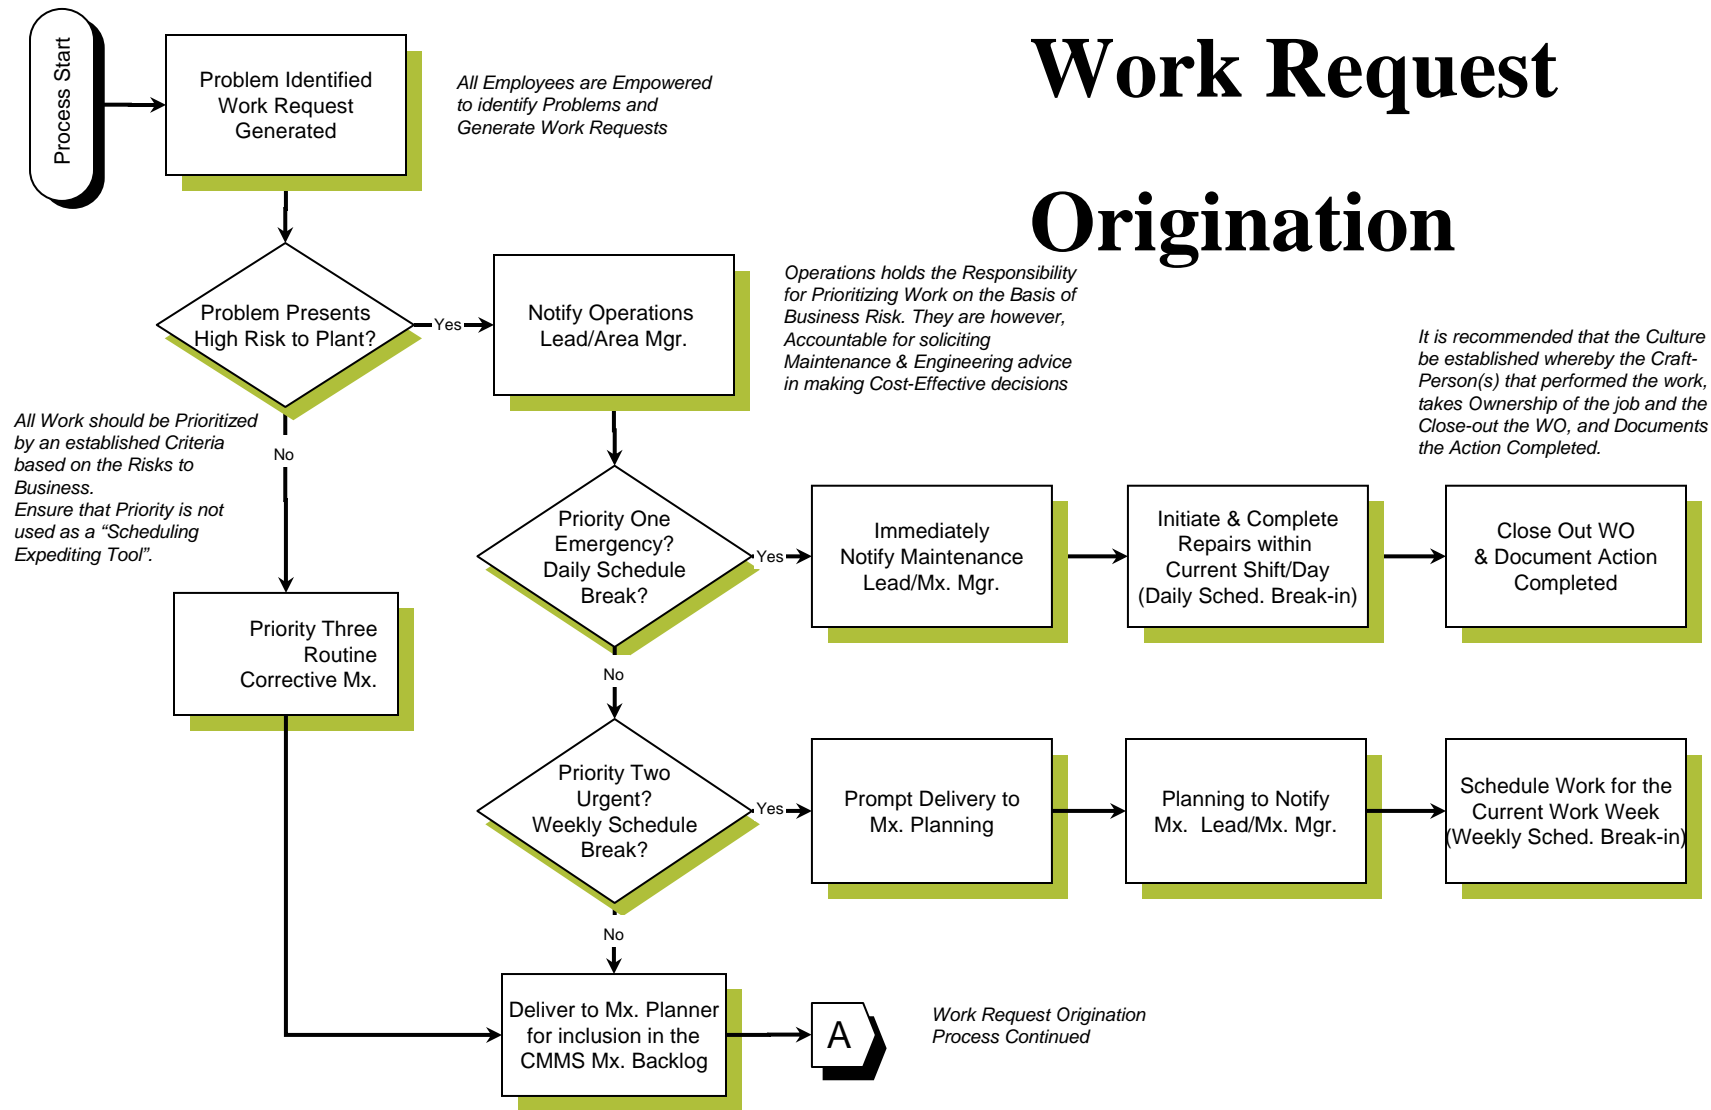 Work Request
Origination
Process Start
Problem Identified
Work Request
Generated
All Employees are Empowered
to identify Problems and
Generate Work Requests
Problem Presents
High Risk to Plant?
Yes
Notify Operations
Lead/Area Mgr.
Operations holds the Responsibility
for Prioritizing Work on the Basis of
Business Risk. They are however,
Accountable for soliciting
Maintenance & Engineering advice
in making Cost-Effective decisions
It is recommended that the Culture
be established whereby the Craft-
Person(s) that performed the work,
takes Ownership of the job and the
Close-out the WO, and Documents
the Action Completed.
All Work should be Prioritized
by an established Criteria
based on the Risks to
Business.
Ensure that Priority is not
used as a “Scheduling
Expediting Tool”.
No
Priority One
Emergency?
Daily Schedule
Break?
Yes
Immediately
Notify Maintenance
Lead/Mx. Mgr.
Initiate & Complete
Repairs within
Current Shift/Day
(Daily Sched. Break-in)
Close Out WO
& Document Action
Completed
Priority Three
Routine
Corrective Mx.
No
Priority Two
Urgent?
Weekly Schedule
Break?
Yes
Prompt Delivery to
Mx. Planning
Planning to Notify
Mx. Lead/Mx. Mgr.
Schedule Work for the
Current Work Week
(Weekly Sched. Break-in)
No
Deliver to Mx. Planner
for inclusion in the
CMMS Mx. Backlog
A
Work Request Origination
Process Continued